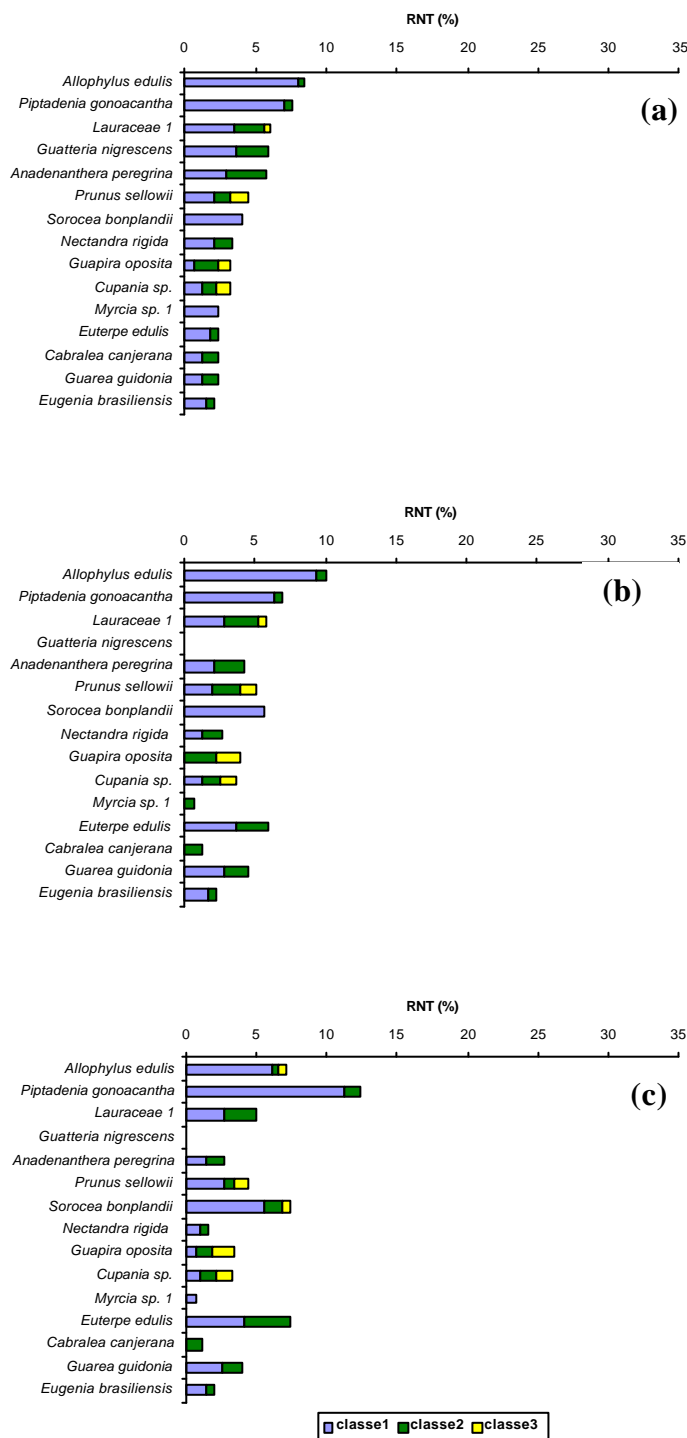 RNT (%)
0 5 10 15 20 25 30 35
Allophylus edulis
Piptadenia gonoacantha
(a)
Lauraceae 1
Guatteria nigrescens
Anadenanthera peregrina
Prunus sellowii
Sorocea bonplandii
Nectandra rigida
Guapira oposita
Cupania sp.
Myrcia sp. 1
Euterpe edulis
Cabralea canjerana
Guarea guidonia
Eugenia brasiliensis
RNT (%)
0 5 10 15 20 25 30 35
Allophylus edulis
(b)
Piptadenia gonoacantha
Lauraceae 1
Guatteria nigrescens
Anadenanthera peregrina
Prunus sellowii
Sorocea bonplandii
Nectandra rigida
Guapira oposita
Cupania sp.
Myrcia sp. 1
Euterpe edulis
Cabralea canjerana
Guarea guidonia
Eugenia brasiliensis
RNT (%)
0 5 10 15 20 25 30 35
Allophylus edulis
Piptadenia gonoacantha
(c)
Lauraceae 1
Guatteria nigrescens
Anadenanthera peregrina
Prunus sellowii
Sorocea bonplandii
Nectandra rigida
Guapira oposita
Cupania sp.
Myrcia sp. 1
Euterpe edulis
Cabralea canjerana
Guarea guidonia
Eugenia brasiliensis
classe1 classe2 classe3